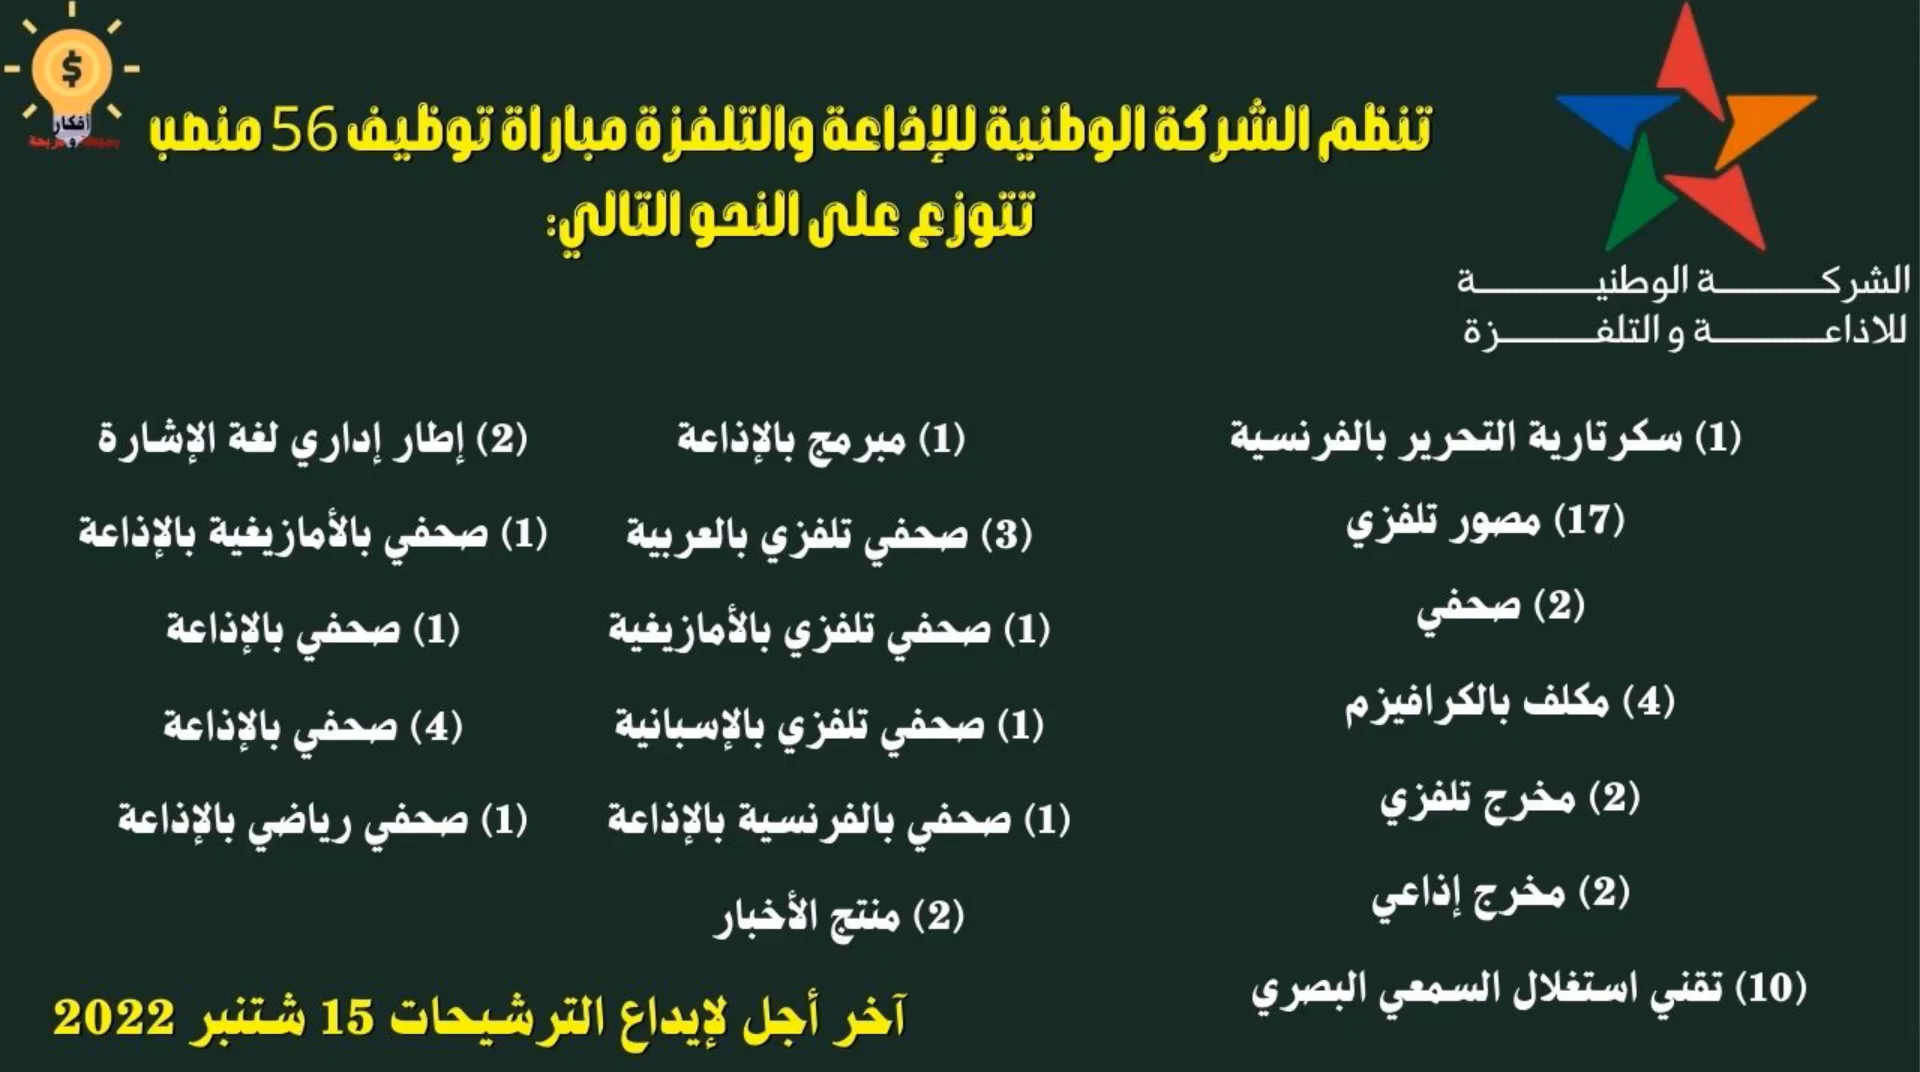 تنظم الشركة الوطنية للإذاعة والتلفزة مباراة توظيف 56 منصب
تتوزع على النحو التالي:
الشركة الوطنية
للاذاعة و التلفزة
أفكار
(1) سكرتارية التحرير بالفرنسية
(17) مصور تلفزي
(2) صحفي
(4) مكلف بالكرافيزم
(2) مخرج تلفزي
(2) مخرج إذاعي
(10) تقني استغلال السمعي البصري
(1) مبرمج بالإذاعة
(3) صحفي تلفزي بالعربية
(1) صحفي تلفزي بالأمازيغية
(1) صحفي تلفزي بالإسبانية
(1) صحفي بالفرنسية بالإذاعة
(2) منتج الأخبار
(2) إطار إداري لغة الإشارة
(1) صحفي بالأمازيغية بالإذاعة
(1) صحفي بالإذاعة
(4) صحفي بالإذاعة
(1) صحفي رياضي بالإذاعة
آخر أجل لإيداع الترشيحات 15 شتنبر 2022